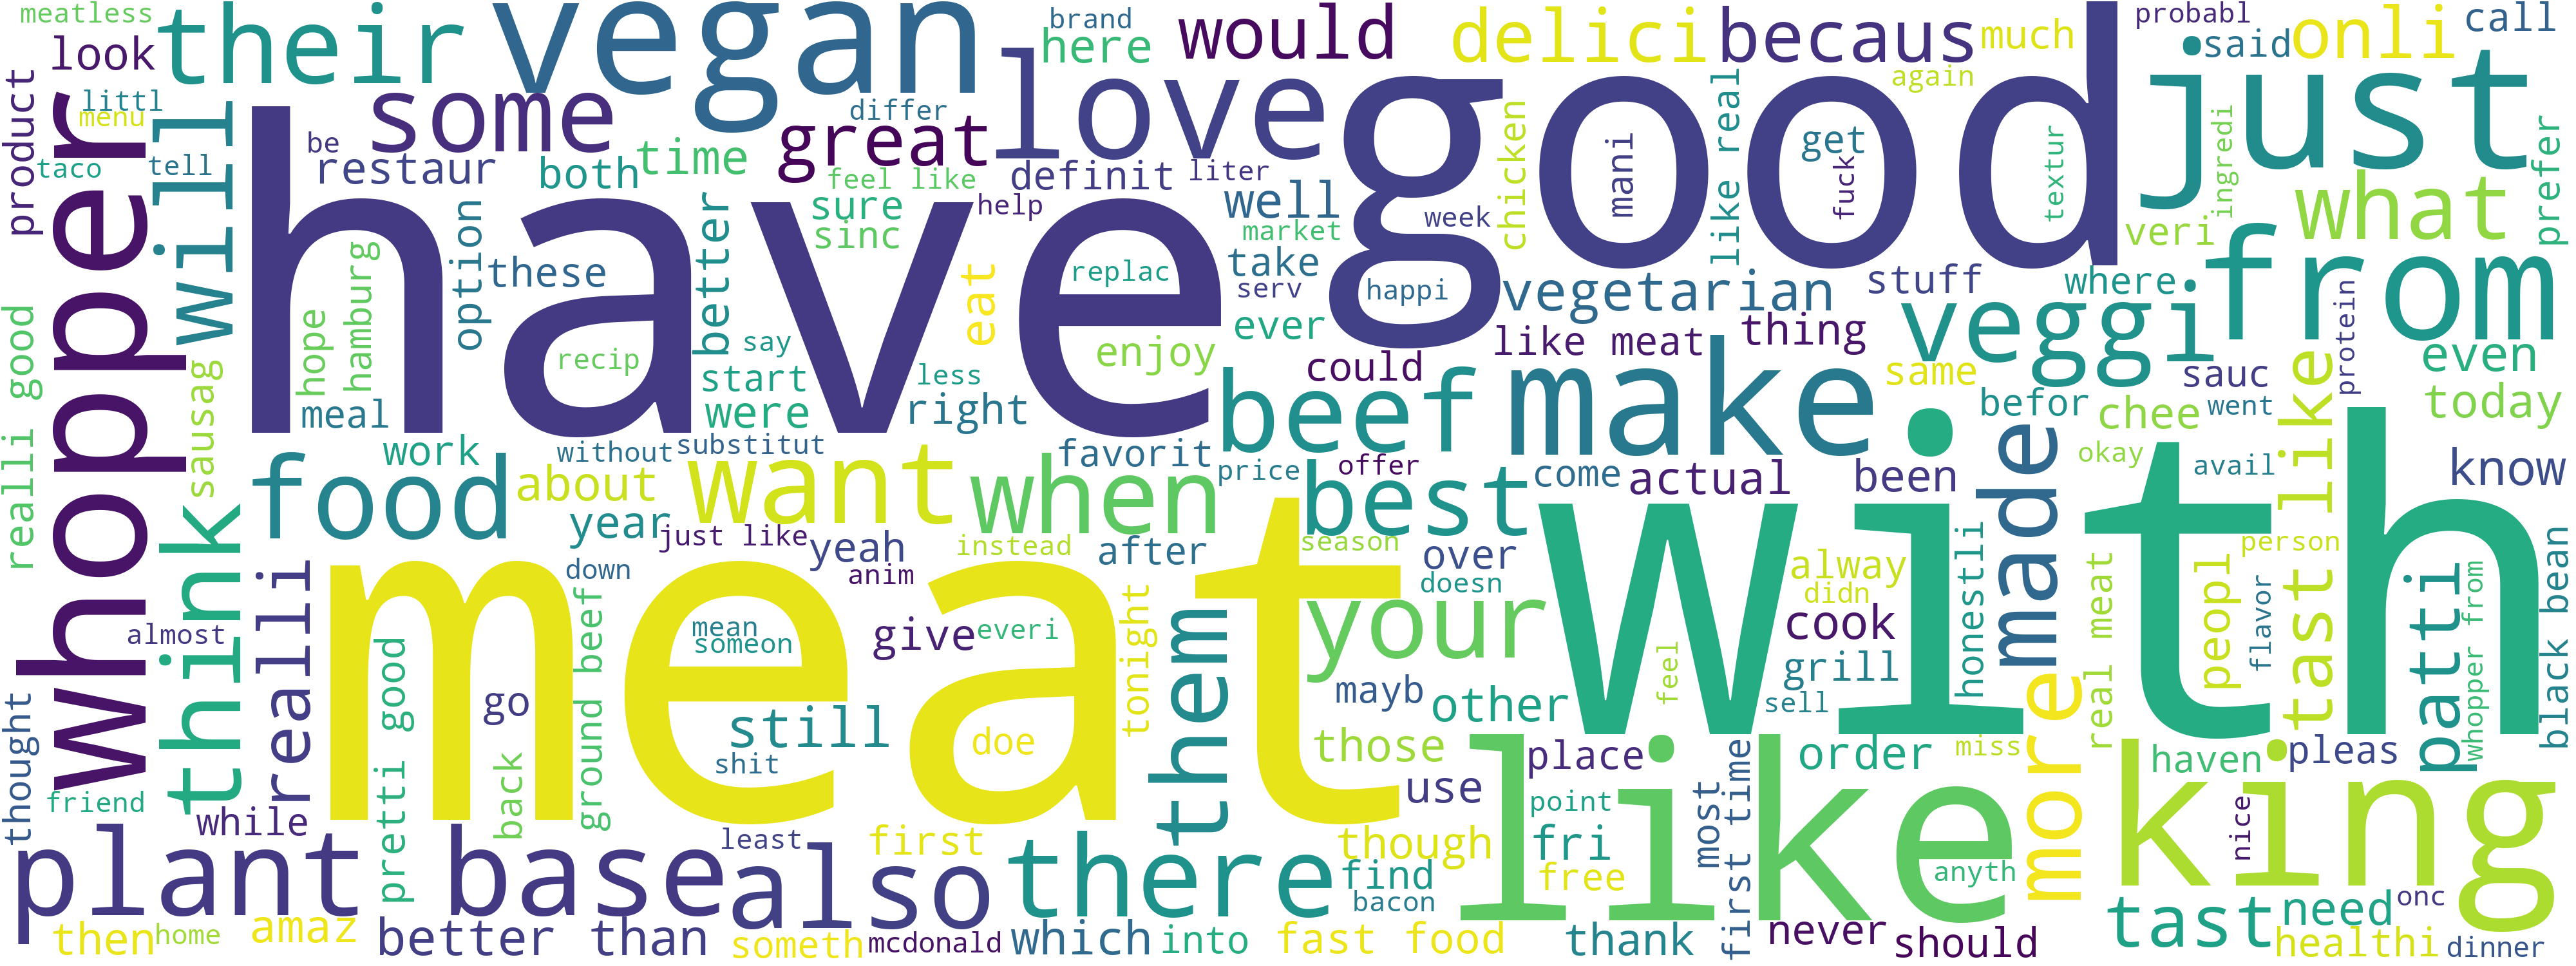 meatless
look
their
vegan
brand
here
would
delici
becaus
much
probabl
said
onli
call
product
littl
menu
will
some
differ
great
love
good
again
just
taco
tell
be
restaur
both
time
feel like
definit
liter
chicken
like real
mani
get
fuck
textur
veri
ingredi
what
prefer
whopper
have
sure
sinc
help
well
week
market
hamburg
option
these
better
eat
replac
take
serv
happi
vegetarian
stuff
where
from
really good
realli good
hope
recip
say
start
less
enjoy
ever
could
like meat
thing
veggi
same
protein
even
sausag
meal
were
right
beef
make
befor
chee
sauc
went
today
think
food
work
about
without
substitut
want
when
favorit
price
offer
best
come
actual
been
made
okay
avail
tast like
know
realli
year
just like
yeah
instead
after
season
over
with
alway
honestli
person
down
anim
doesn
didn
meat
almost
ground beef
mean
someon
give
everi
tonight
them
your
cook
grill
feel
real meat
peopl
flavor
patti
whopper from
black bean
pretti good
go
still
doe
mayb
other
sell
more
thought
friend
back
shit
those
use
place
order
miss
haven
pleas
while
least
first
there
though
point
fri
most
first time
like
anyth
king
nice
plant
base
also
find
free
bacon
then
home
amaz
better than
someth
mcdonald
which
into
fast food
thank
never
should
tast
need
onc
healthi
dinner